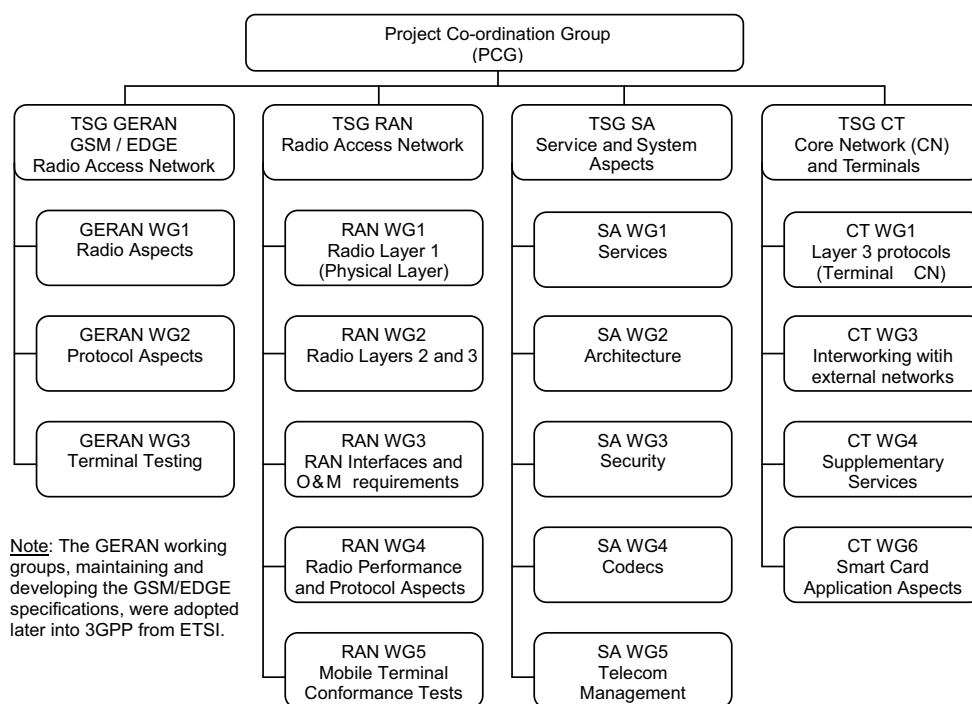 Project Co-ordination Group
(PCG)
TSG GERAN
GSM / EDGE
Radio Access Network
GERAN WG1
Radio Aspects
GERAN WG2
Protocol Aspects
GERAN WG3
Terminal Testing
Note: The GERAN working
groups, maintaining and
developing the GSM/EDGE
specifications, were adopted
later into 3GPP from ETSI.
TSG RAN
Radio Access Network
RAN WG1
Radio Layer 1
(Physical Layer)
RAN WG2
Radio Layers 2 and 3
RAN WG3
RAN Interfaces and
O&M requirements
RAN WG4
Radio Performance
and Protocol Aspects
RAN WG5
Mobile Terminal
Conformance Tests
TSG SA
Service and System
Aspects
SA WG1
Services
SA WG2
Architecture
SA WG3
Security
SA WG4
Codecs
SA WG5
Telecom
Management
TSG CT
Core Network (CN)
and Terminals
CT WG1
Layer 3 protocols
(Terminal CN)
CT WG3
Interworking witih
external networks
CT WG4
Supplementary
Services
CT WG6
Smart Card
Application Aspects